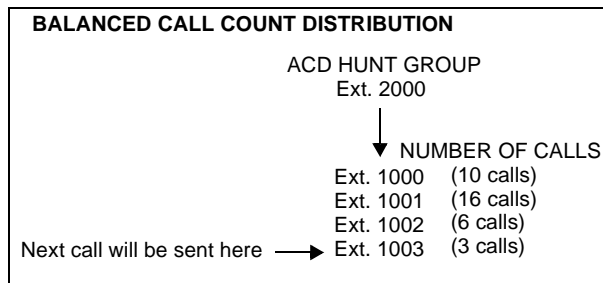 BALANCED CALL COUNT DISTRIBUTION
ACD HUNT GROUP
Ext. 2000
NUMBER OF CALLS
Ext. 1000 (10 calls)
Ext. 1001 (16 calls)
Ext. 1002 (6 calls)
Next call will be sent here Ext. 1003 (3 calls)